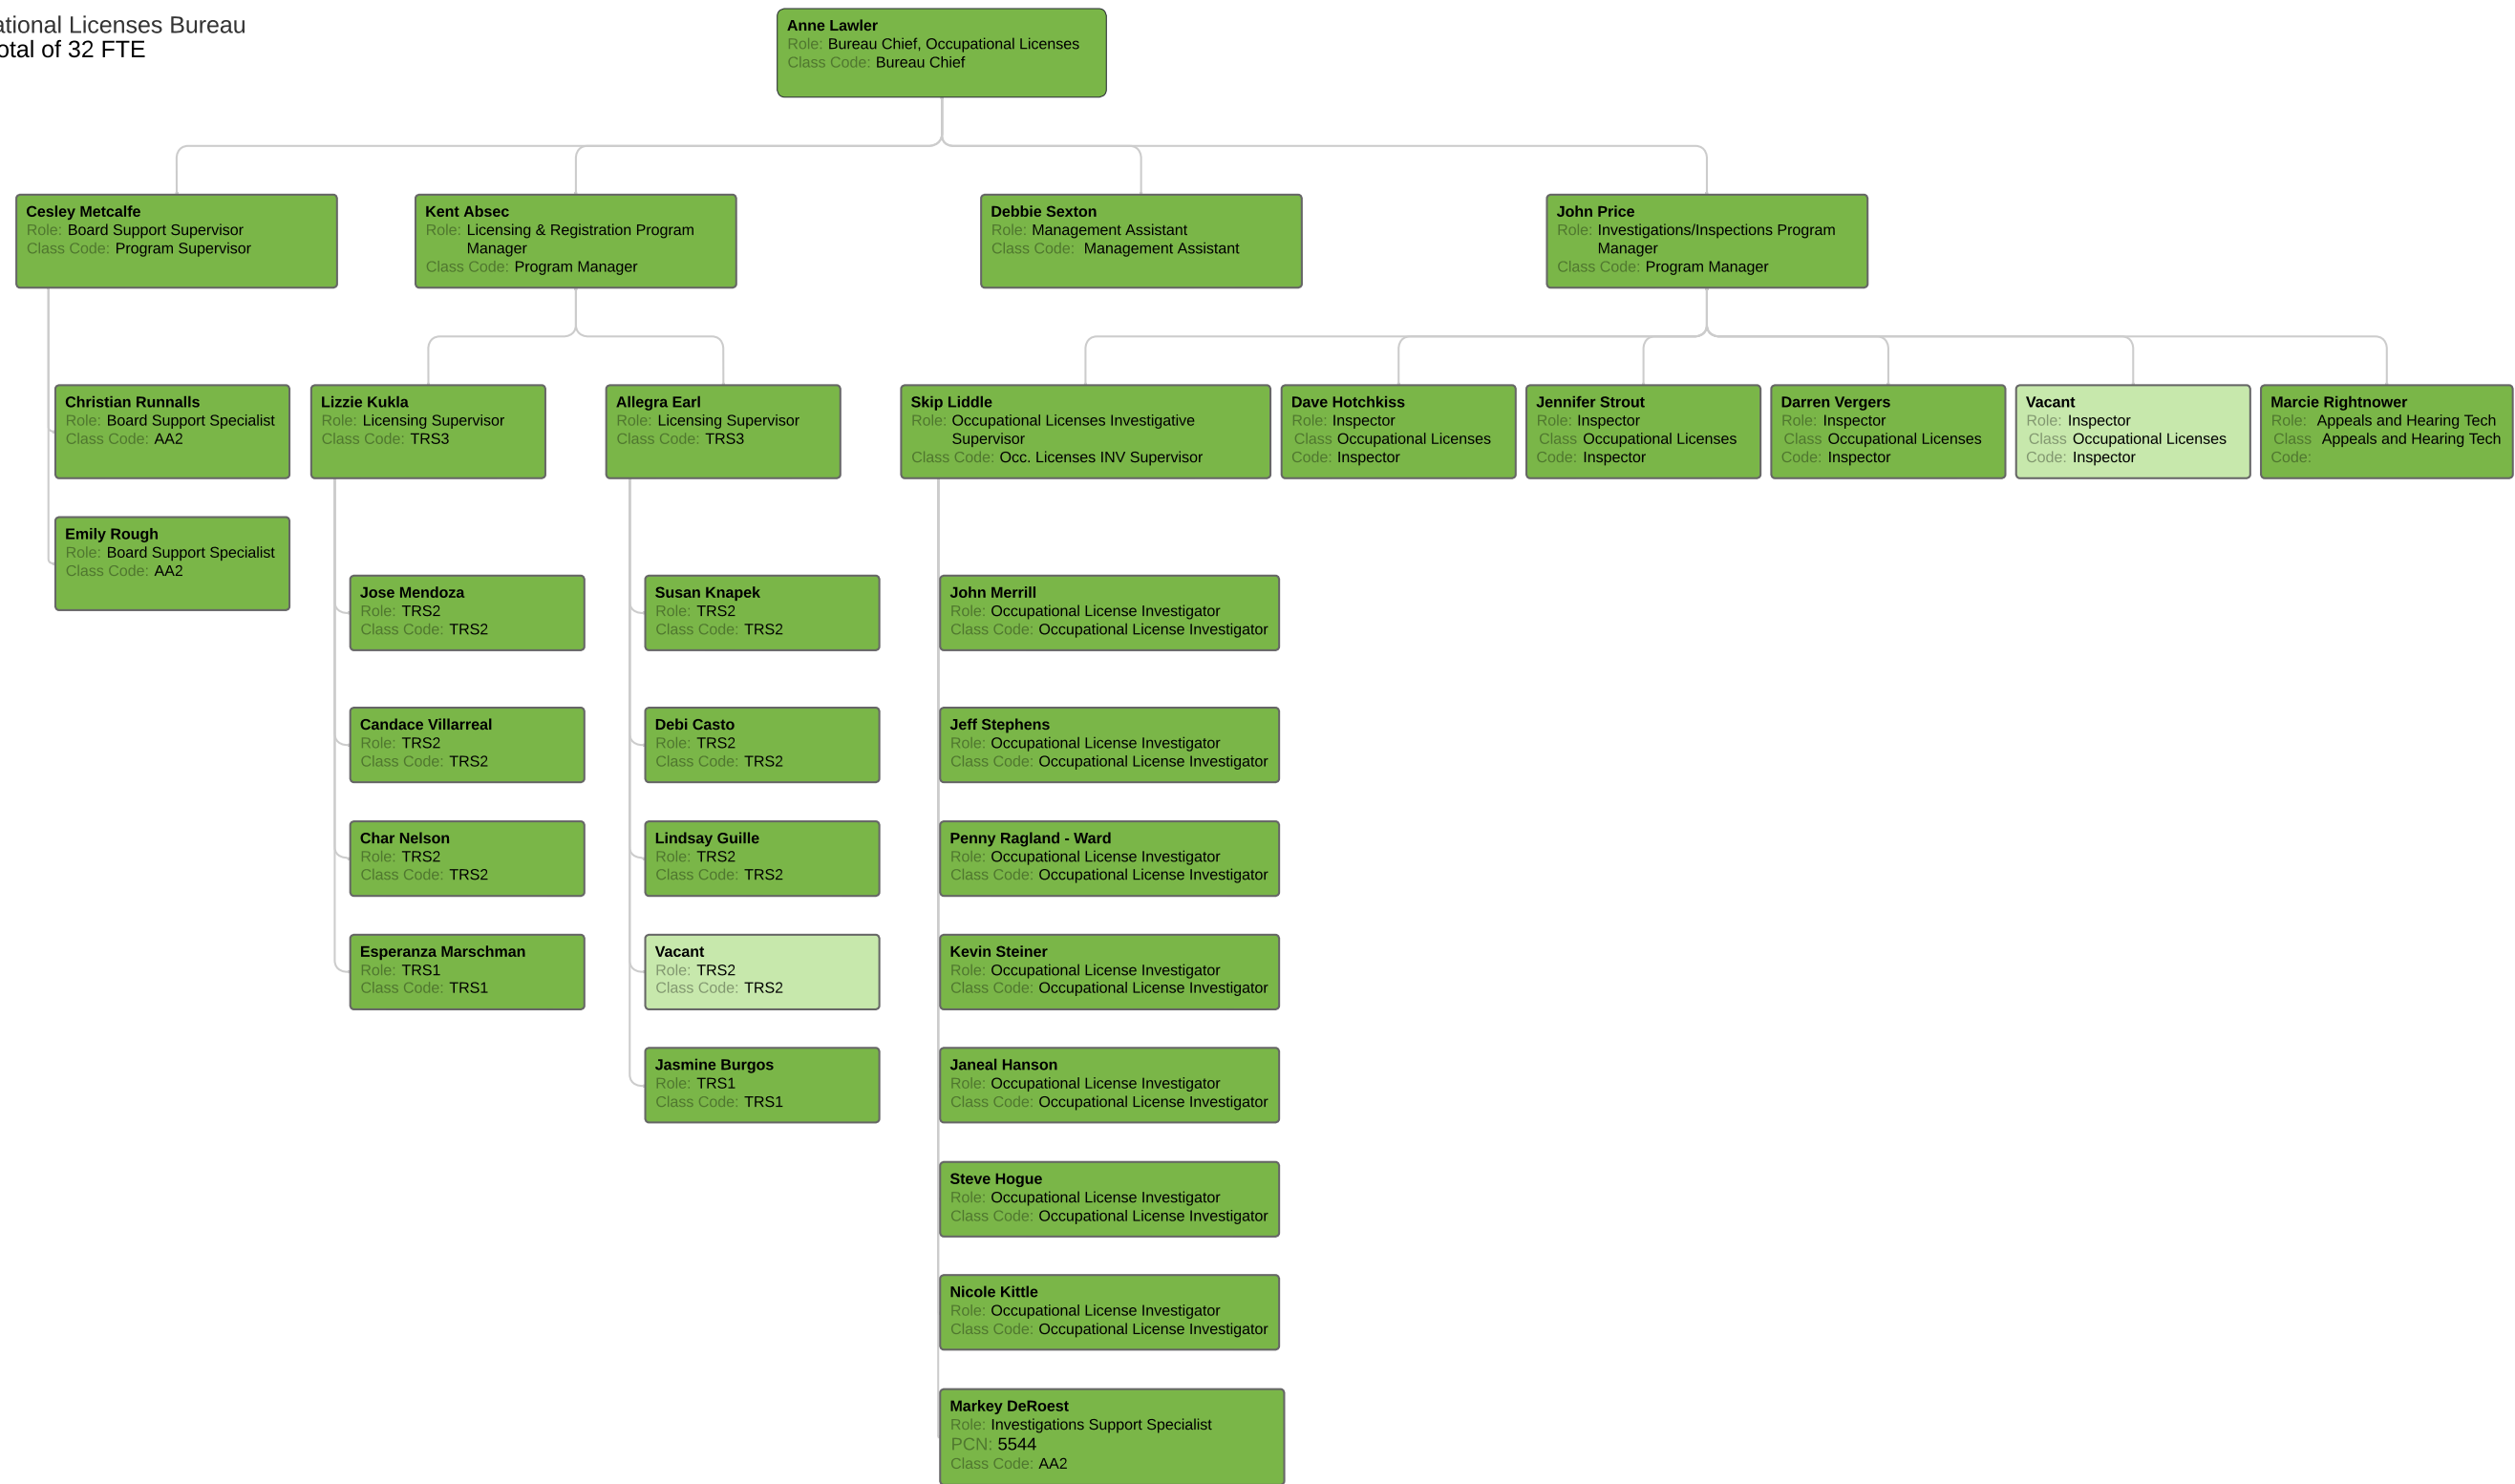 ational Licenses Bureau
otal of 32 FTE
Anne Lawler
Role: Bureau Chief, Occupational Licenses
Class Code: Bureau Chief
Cesley Metcalfe
Role: Board Support Supervisor
Class Code: Program Supervisor
Kent Absec
Role: Licensing & Registration Program
Manager
Class Code: Program Manager
Debbie Sexton
Role: Management Assistant
Class Code: Management Assistant
John Price
Role: Investigations/Inspections Program
Manager
Class Code: Program Manager
Christian Runnalls
Role: Board Support Specialist
Class Code: AA2
Lizzie Kukla
Role: Licensing Supervisor
Class Code: TRS3
Allegra Earl
Role: Licensing Supervisor
Class Code: TRS3
Skip Liddle
Role: Occupational Licenses Investigative
Supervisor
Class Code: Occ. Licenses INV Supervisor
Dave Hotchkiss
Role: Inspector
Class Occupational Licenses
Code: Inspector
Jennifer Strout
Role: Inspector
Class Occupational Licenses
Code: Inspector
Darren Vergers
Role: Inspector
Class Occupational Licenses
Code: Inspector
Vacant
Role: Inspector
Class Occupational Licenses
Code: Inspector
Marcie Rightnower
Role: Appeals and Hearing Tech
Class Appeals and Hearing Tech
Code:
Emily Rough
Role: Board Support Specialist
Class Code: AA2
Jose Mendoza
Role: TRS2
Class Code: TRS2
Susan Knapek
Role: TRS2
Class Code: TRS2
John Merrill
Role: Occupational License Investigator
Class Code: Occupational License Investigator
Candace Villarreal
Role: TRS2
Class Code: TRS2
Debi Casto
Role: TRS2
Class Code: TRS2
Jeff Stephens
Role: Occupational License Investigator
Class Code: Occupational License Investigator
Char Nelson
Role: TRS2
Class Code: TRS2
Lindsay Guille
Role: TRS2
Class Code: TRS2
Penny Ragland - Ward
Role: Occupational License Investigator
Class Code: Occupational License Investigator
Esperanza Marschman
Role: TRS1
Class Code: TRS1
Vacant
Role: TRS2
Class Code: TRS2
Kevin Steiner
Role: Occupational License Investigator
Class Code: Occupational License Investigator
Jasmine Burgos
Role: TRS1
Class Code: TRS1
Janeal Hanson
Role: Occupational License Investigator
Class Code: Occupational License Investigator
Steve Hogue
Role: Occupational License Investigator
Class Code: Occupational License Investigator
Nicole Kittle
Role: Occupational License Investigator
Class Code: Occupational License Investigator
Markey DeRoest
Role: Investigations Support Specialist
PCN: 5544
Class Code: AA2